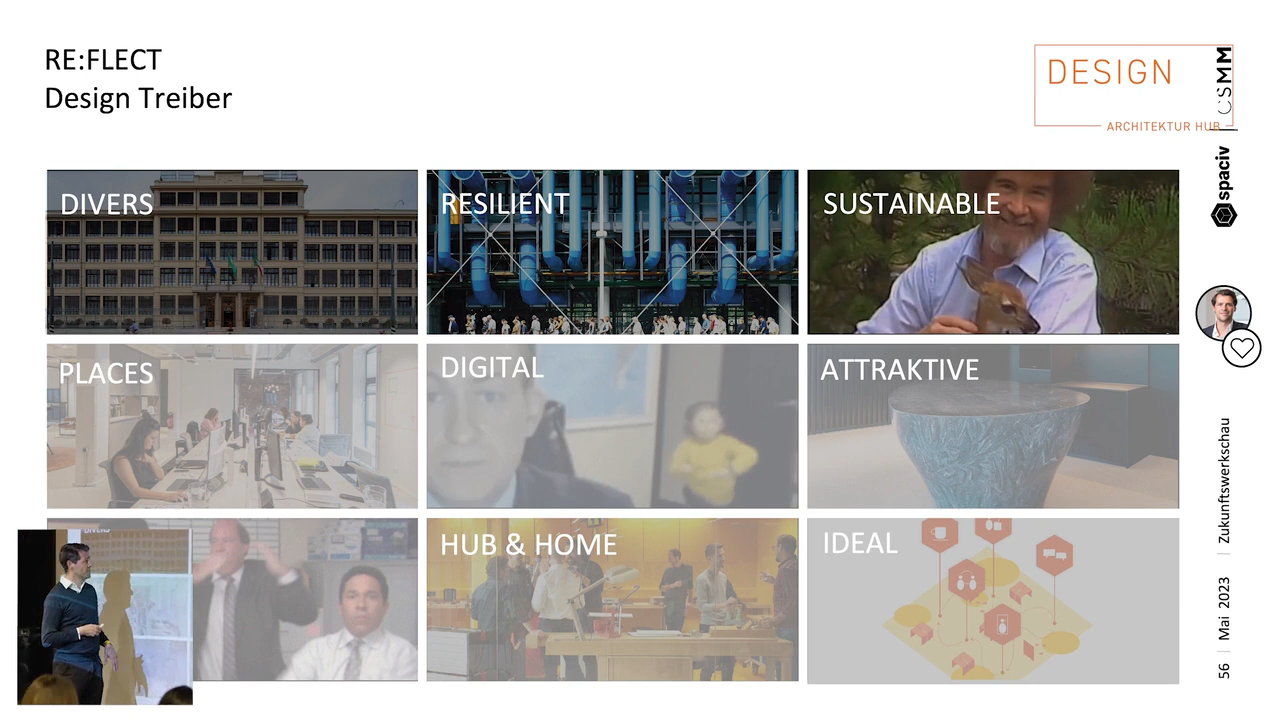 RE:FLECT
Design Treiber
DESIGN
ARCHITEKTUR HUB
CSMM
spaciv
DIVERS
RESILIENT
SUSTAINABLE
PLACES
DIGITAL
ATTRAKTIVE
HUB & HOME
IDEAL
DIVERS
56 | Mai 2023 | Zukunftswerkschau